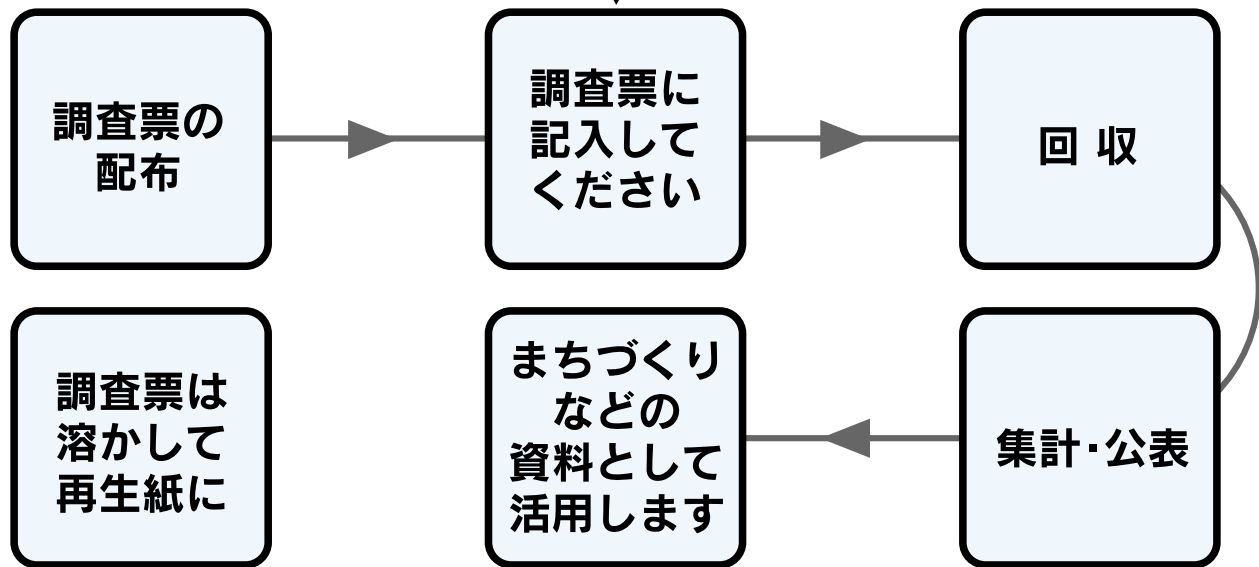 調査票の
配布
調査票に
記入して
ください
回 収
調査票は
溶かして
再生紙に
まちづくり
などの
資料として
活用します
集計・公表